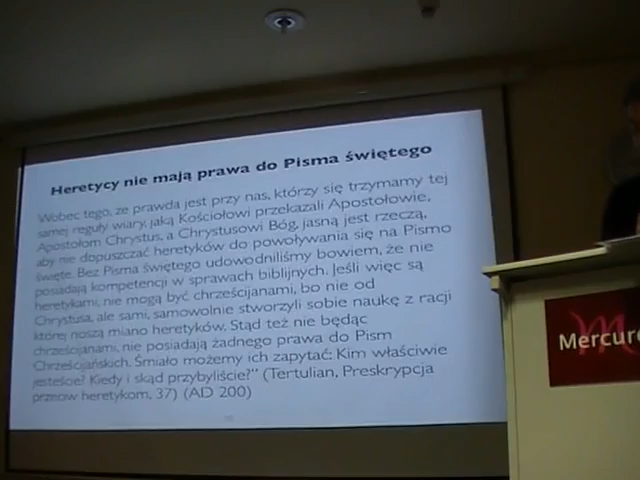 Heretycy nie mają prawa do Pisma świętego
Wobec tego, że prawda jest przy nas, którzy się trzymamy tej
samej reguły wiary, jaką Kościołowi przekazali Apostołowie,
Apostołom Chrystus, a Chrystusowi Bóg, jasną jest rzeczą,
aby nie dopuszczać heretyków do powoływania się na Pismo
święte. Bez Pisma świętego udowodniliśmy bowiem, że nie
posiadają kompetencji w sprawach biblijnych. Jeśli więc są
heretykami, nie mogą być chrześcijanami, bo nie od
Chrystusa, ale sami, samowolnie stworzyli sobie naukę z racji
której noszą miano heretyków. Stąd też nie będąc
chrześcijanami, nie posiadają żadnego prawa do Pism
Chrześcijańskich. Śmiało możemy ich zapytać: Kim właściwie
jesteście? Kiedy i skąd przybyliście?" (Tertulian, Preskrypcja
przeciw heretykom, 37) (AD 200)
Mercure